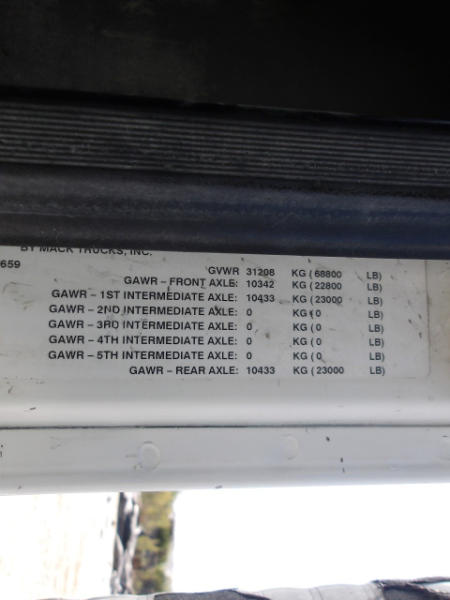 BY MACK TRUCKS, INC.
659
GVWR 31208 KG ( 68800 LB)
GAWR – FRONT AXLE: 10342 KG ( 22800 LB)
GAWR – 1ST INTERMEDIATE AXLE: 10433 KG ( 23000 LB)
GAWR – 2ND INTERMEDIATE AXLE: 0 KG ( 0 LB)
GAWR – 3RD INTERMEDIATE AXLE: 0 KG ( 0 LB)
GAWR – 4TH INTERMEDIATE AXLE: 0 KG ( 0 LB)
GAWR – 5TH INTERMEDIATE AXLE: 0 KG ( 0 LB)
GAWR – REAR AXLE: 10433 KG ( 23000 LB)